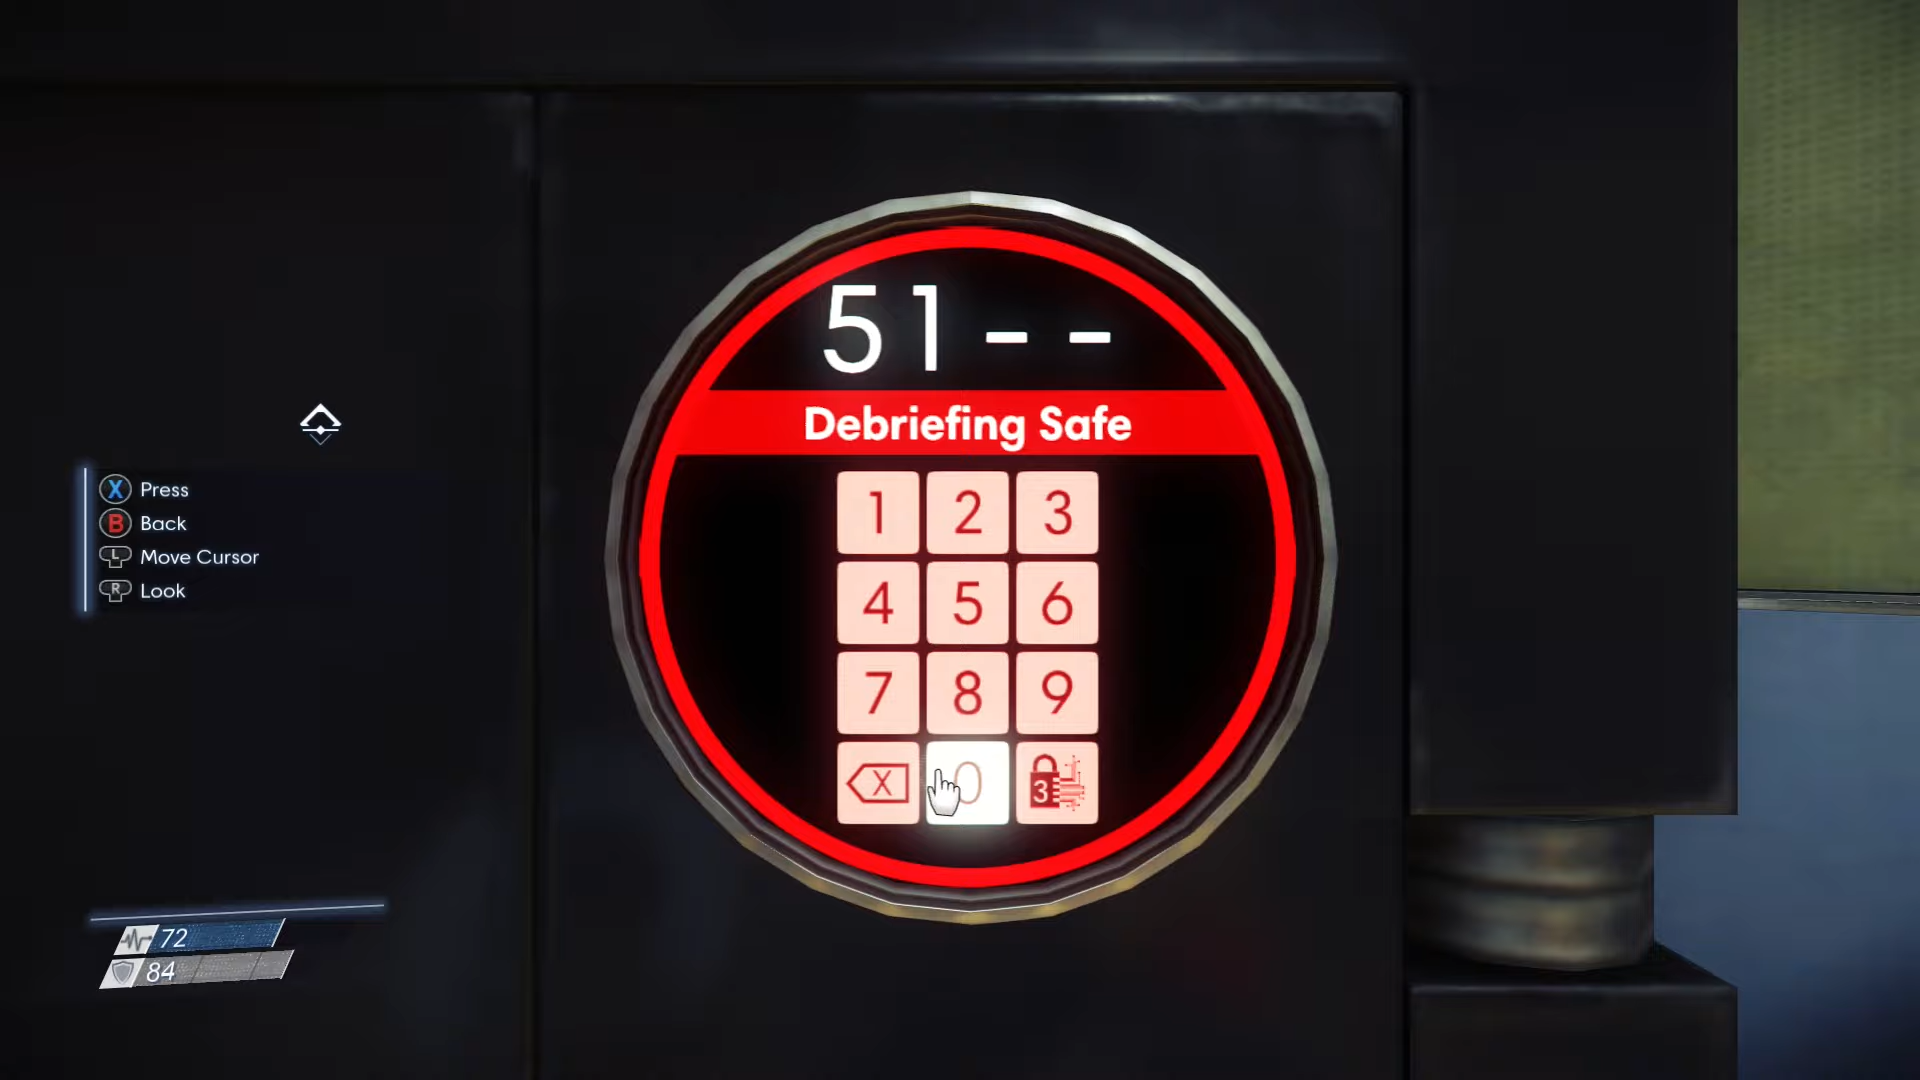 51--
Debriefing Safe
1 2 3
4 5 6
7 8 9
X 0 3
X Press
B Back
L Move Cursor
R Look
72
84